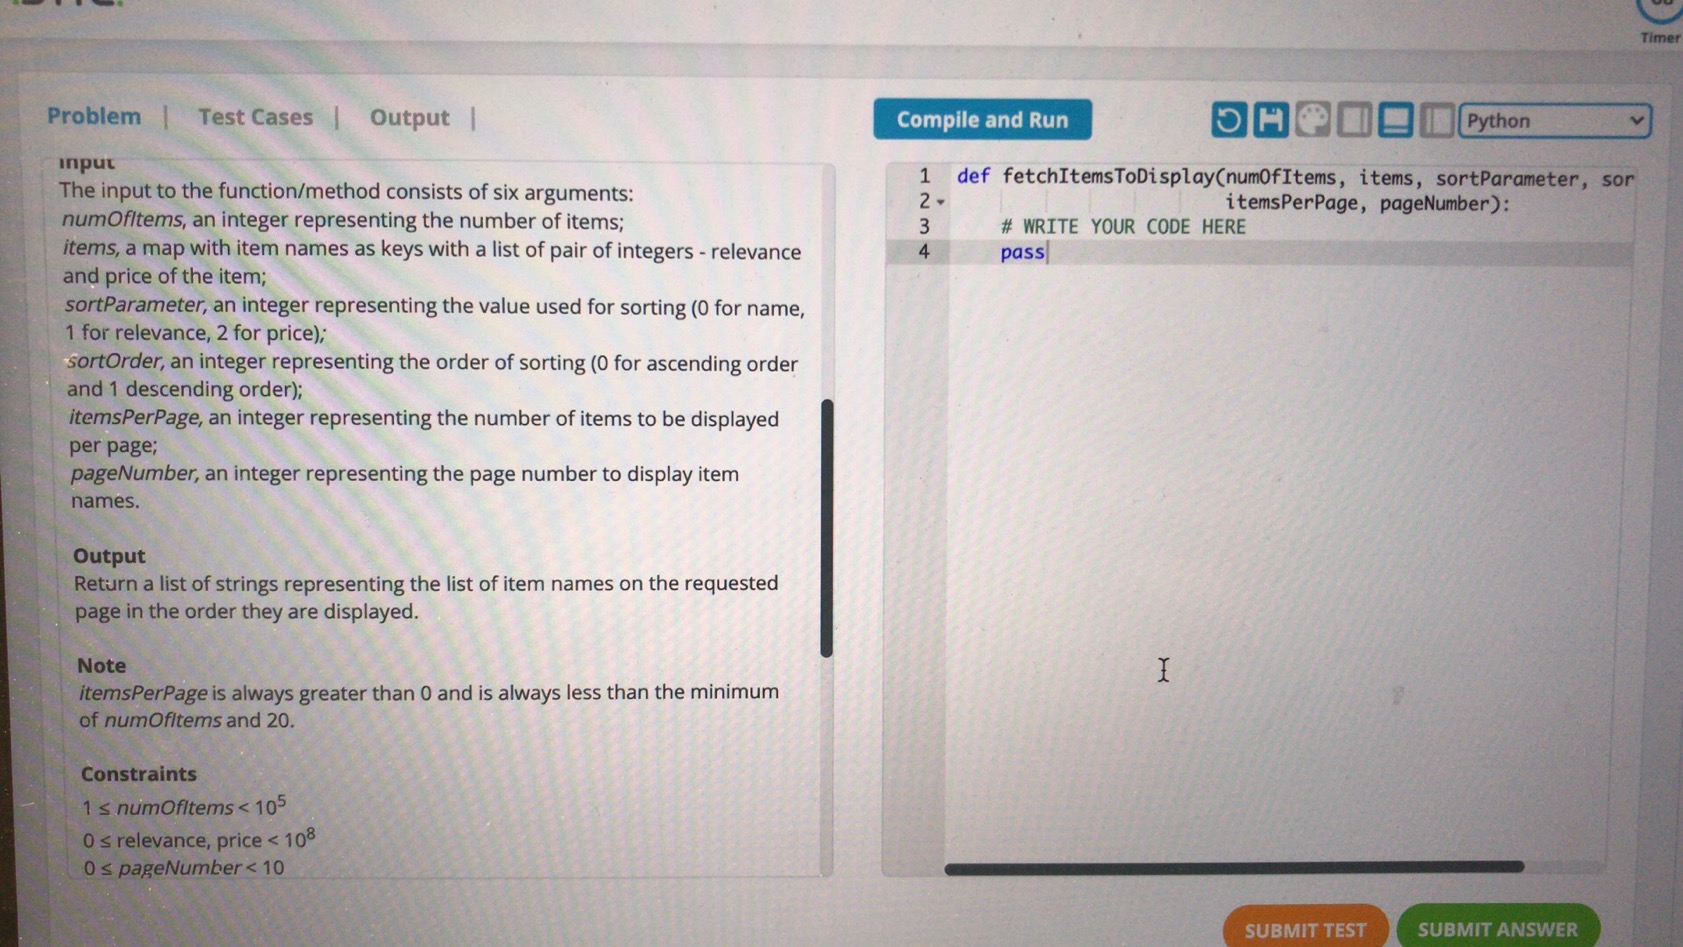 Timer
Problem | Test Cases | Output |
Compile and Run
Python
Input
The input to the function/method consists of six arguments:
numOfItems, an integer representing the number of items;
items, a map with item names as keys with a list of pair of integers - relevance
and price of the item;
sortParameter, an integer representing the value used for sorting (0 for name,
1 for relevance, 2 for price);
sortOrder, an integer representing the order of sorting (0 for ascending order
and 1 descending order);
itemsPerPage, an integer representing the number of items to be displayed
per page;
pageNumber, an integer representing the page number to display item
names.
Output
Return a list of strings representing the list of item names on the requested
page in the order they are displayed.
Note
itemsPerPage is always greater than 0 and is always less than the minimum
of numOfItems and 20.
Constraints
1 ≤ numOfItems < 10⁵
0 ≤ relevance, price < 10⁸
0 ≤ pageNumber < 10
1 def fetchItemsToDisplay(numOfItems, items, sortParameter, sor
2 itemsPerPage, pageNumber):
3 # WRITE YOUR CODE HERE
4 pass
SUBMIT TEST
SUBMIT ANSWER